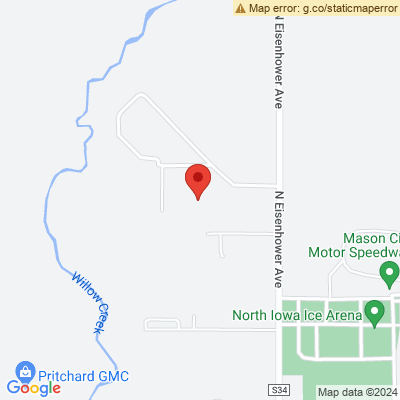 Map error: g.co/staticmaperror
N Eisenhower Ave
N Eisenhower Ave
Mason Ci
Motor Speedwa
North Iowa Ice Arena
Willow Creek
Pritchard GMC
S34
Google
Map data ©2024